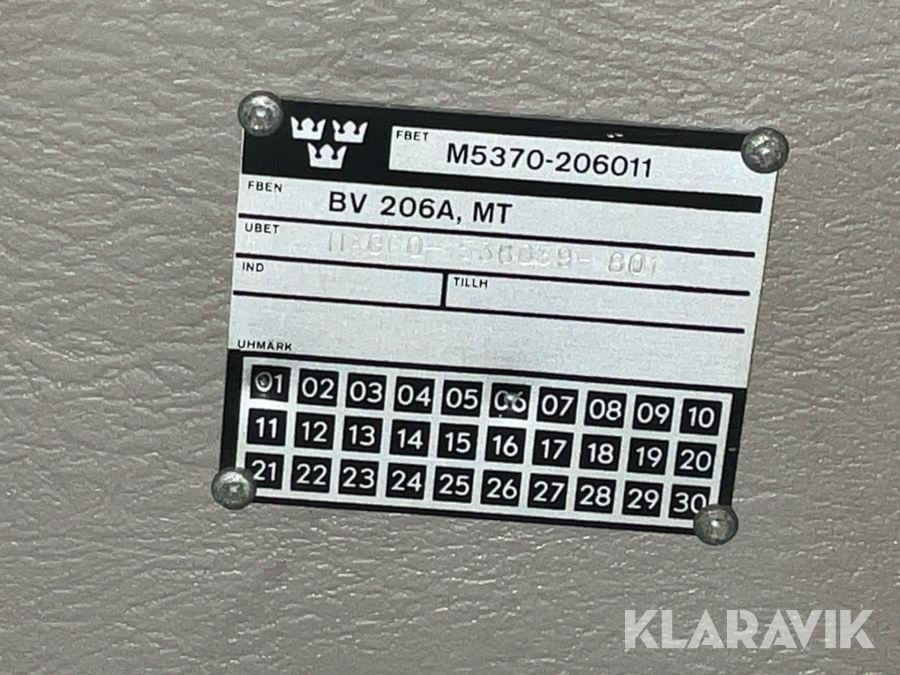 FBET M5370-206011
FBEN BV 206A, MT
UBET
IND TILLH
UHMÄRK
01 02 03 04 05 06 07 08 09 10
11 12 13 14 15 16 17 18 19 20
21 22 23 24 25 26 27 28 29 30
KLARAVIK